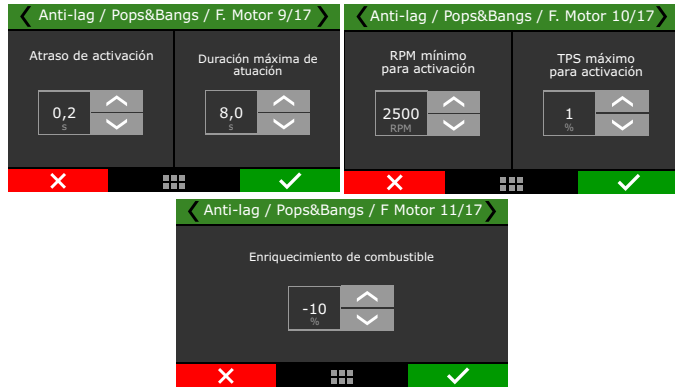 Anti-lag / Pops&Bangs / F. Motor 9/17
Atraso de activación
0,2
s
Duración máxima de
atuación
8,0
s
Anti-lag / Pops&Bangs / F. Motor 10/17
RPM mínimo
para activación
2500
RPM
TPS máximo
para activación
1
%
Anti-lag / Pops&Bangs / F Motor 11/17
Enriquecimiento de combustible
-10
%